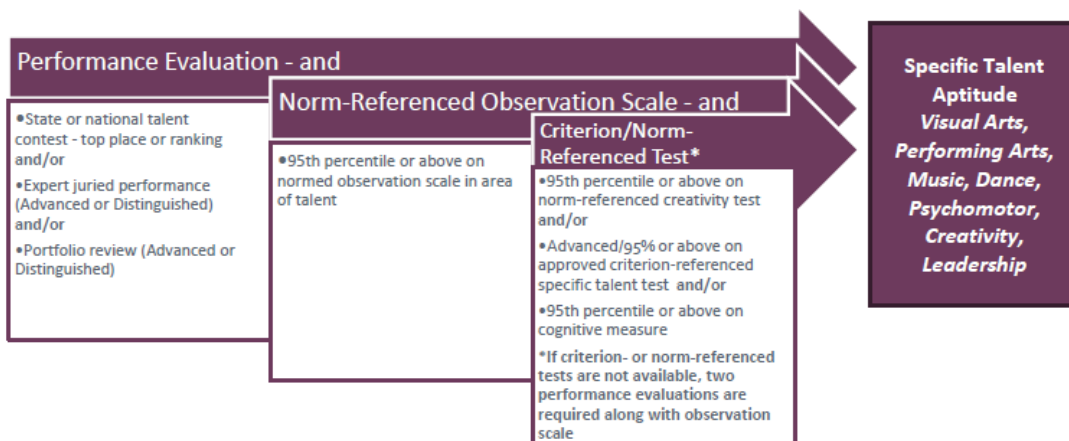 Performance Evaluation - and
•State or national talent
contest - top place or ranking
and/or
•Expert juried performance
(Advanced or Distinguished)
and/or
•Portfolio review (Advanced or
Distinguished)
Norm-Referenced Observation Scale - and
•95th percentile or above on
normed observation scale in area
of talent
Criterion/Norm-
Referenced Test*
•95th percentile or above on
norm-referenced creativity test
and/or
•Advanced/95% or above on
approved criterion-referenced
specific talent test and/or
•95th percentile or above on
cognitive measure
*If criterion- or norm-referenced
tests are not available, two
performance evaluations are
required along with observation
scale
Specific Talent
Aptitude
Visual Arts,
Performing Arts,
Music, Dance,
Psychomotor,
Creativity,
Leadership